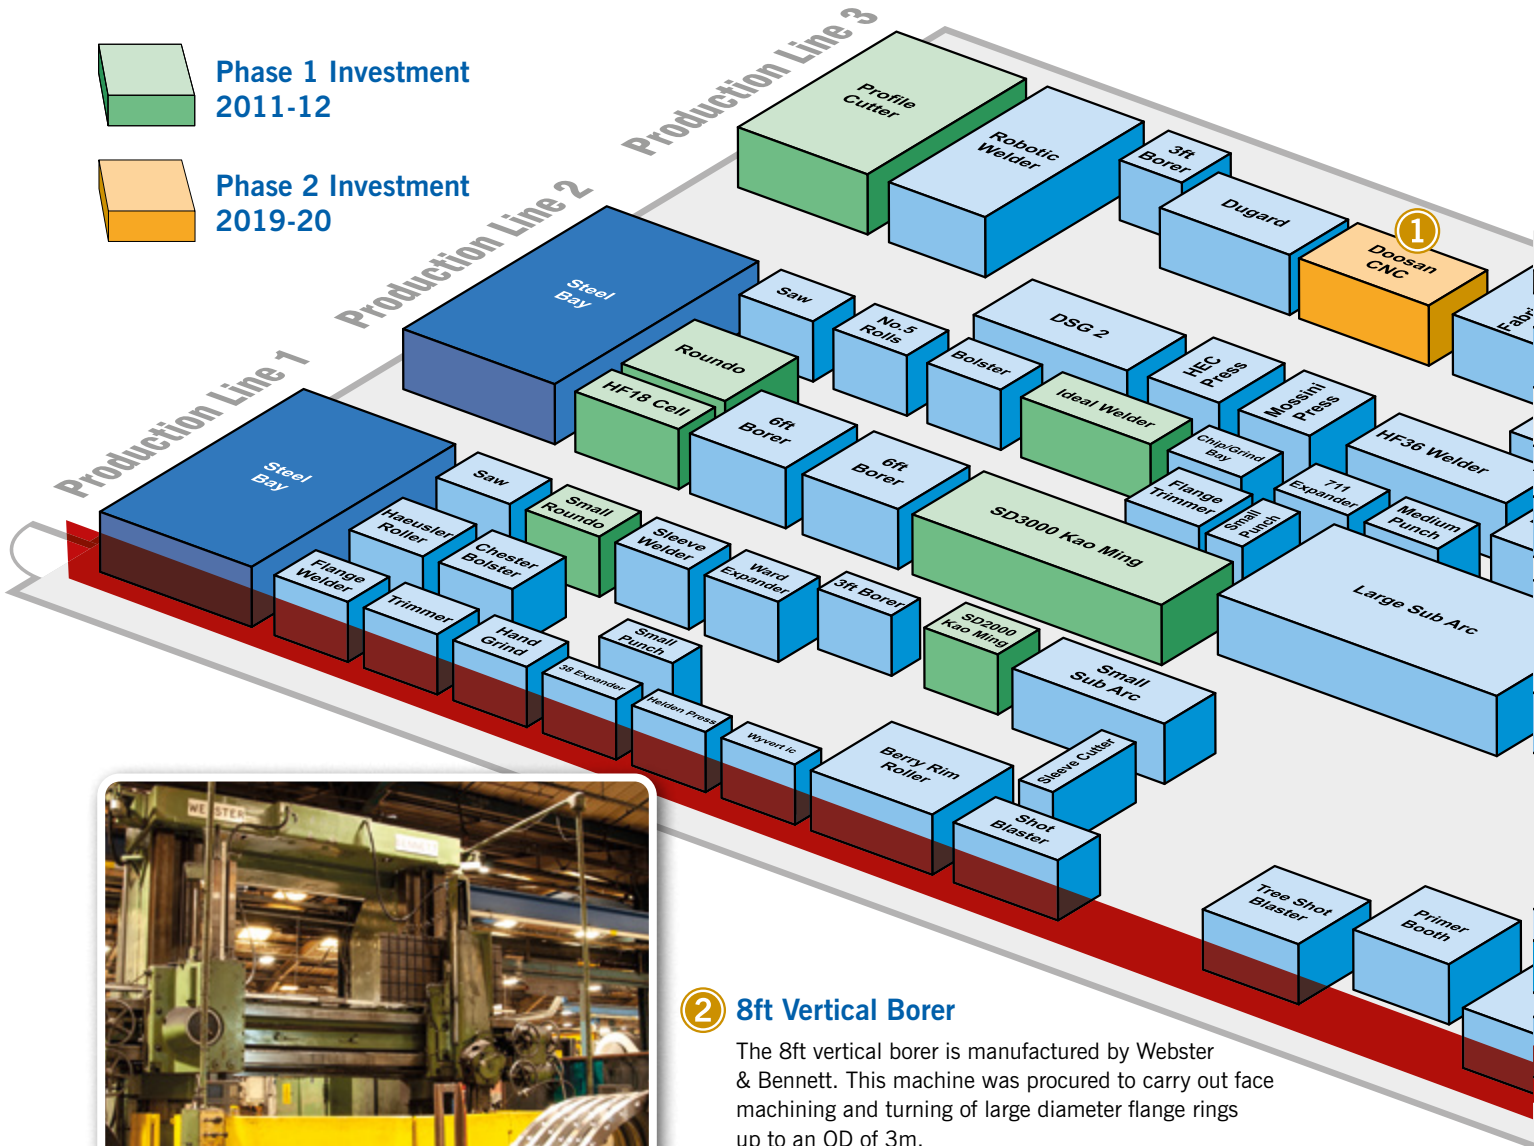 Phase 1 Investment
2011-12
Phase 2 Investment
2019-20
Production Line 3
Production Line 2
Production Line 1
Profile
Cutter
Robotic
Welder
3ft
Borer
Dugard
1
Doosan
CNC
Steel
Bay
Saw
No.5
Rolls
Bolster
DSG 2
HEC
Press
Mossini
Press
HF36 Welder
Roundo
HF18 Cell
6ft
Borer
6ft
Borer
Ideal Welder
Chip/Grind
Bay
Flange
Trimmer
Small
Punch
711
Expander
Medium
Punch
SD3000 Kao Ming
Large Sub Arc
Steel
Bay
Saw
Small
Roundo
Haeusler
Roller
Chester
Bolster
Sleeve
Welder
Ward
Expander
3ft Borer
SD2000
Kao Ming
Small
Sub Arc
Sleeve Cutter
Flange
Welder
Trimmer
Hand
Grind
Small
Punch
38 Expander
Helden Press
Wyvert ic
Berry Rim
Roller
Shot
Blaster
Tree Shot
Blaster
Primer
Booth
WEBSTER
BENNETT
2 8ft Vertical Borer
The 8ft vertical borer is manufactured by Webster
& Bennett. This machine was procured to carry out face
machining and turning of large diameter flange rings
up to an OD of 3m.